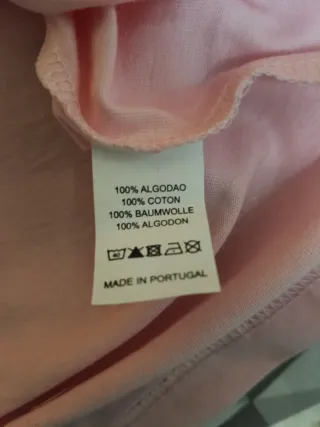 100% ALGODAO
100% COTON
100% BAUMWOLLE
100% ALGODON
MADE IN PORTUGAL